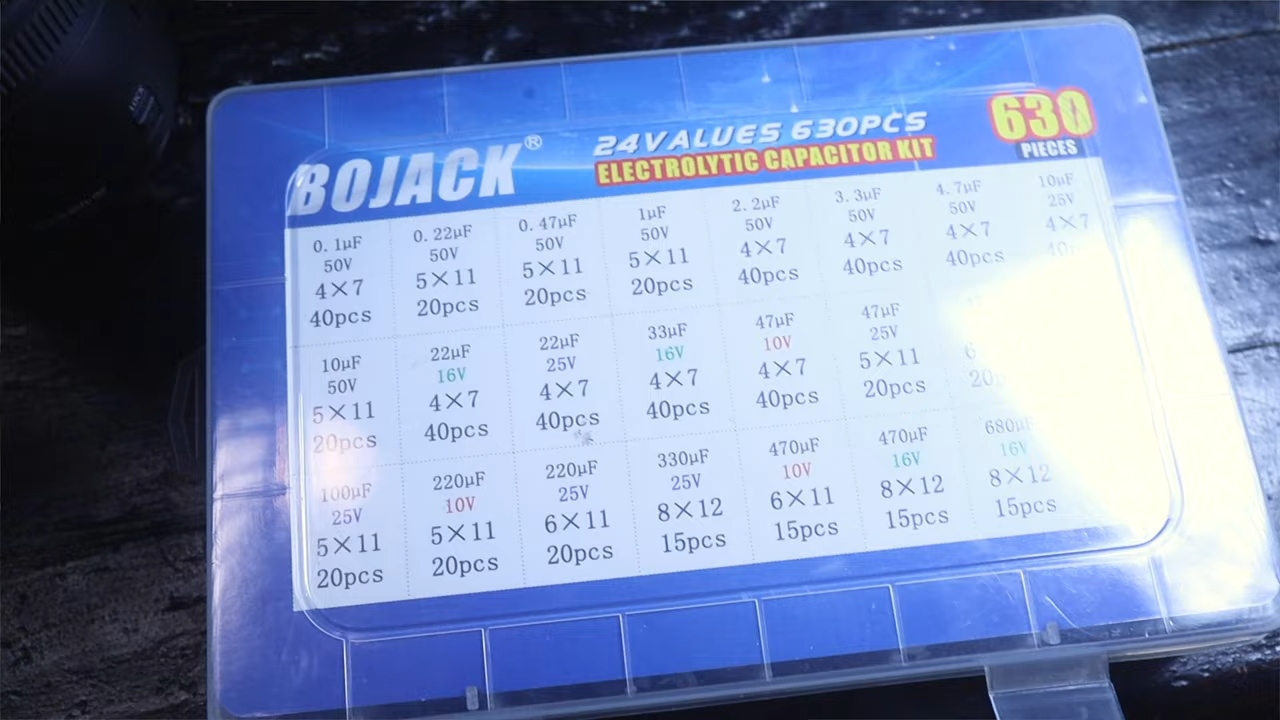 LOCK
BOJACK®
24VALUES 630PCS
ELECTROLYTIC CAPACITOR KIT
630
PIECES
0.1µF
50V
4×7
40pcs
0.22µF
50V
5×11
20pcs
0.47µF
50V
5×11
20pcs
1µF
50V
5×11
20pcs
2.2µF
50V
4×7
40pcs
3.3µF
50V
4×7
40pcs
4.7µF
50V
4×7
40pcs
10µF
25V
4×7
10µF
50V
5×11
20pcs
22µF
16V
4×7
40pcs
22µF
25V
4×7
40pcs
33µF
16V
4×7
40pcs
47µF
10V
4×7
40pcs
47µF
25V
5×11
20pcs
100µF
25V
5×11
20pcs
220µF
10V
5×11
20pcs
220µF
25V
6×11
20pcs
330µF
25V
8×12
15pcs
470µF
10V
6×11
15pcs
470µF
16V
8×12
15pcs
680µF
16V
8×12
15pcs